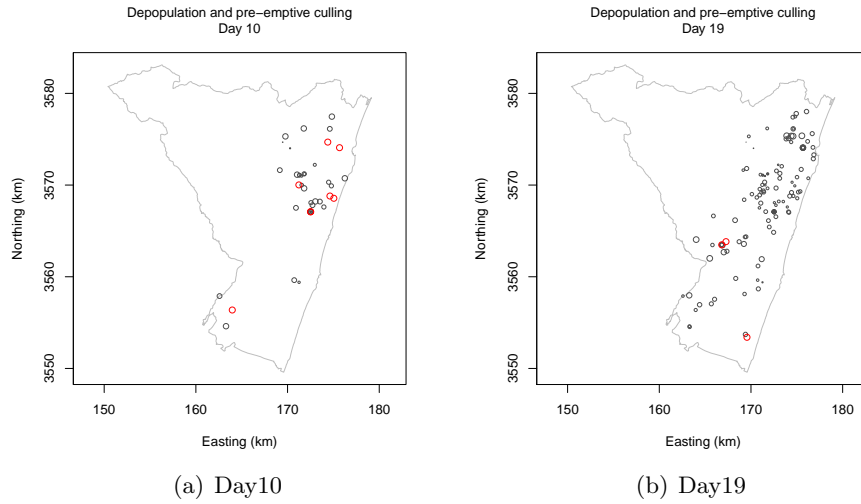 Depopulation and pre-emptive culling
Day 10
3580
3570
3560
3550
Northing (km)
150 160 170 180
Easting (km)
(a) Day10
Depopulation and pre-emptive culling
Day 19
3580
3570
3560
3550
Northing (km)
150 160 170 180
Easting (km)
(b) Day19